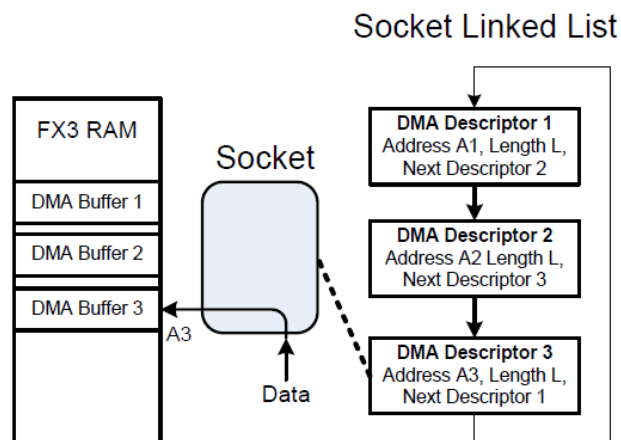 Socket Linked List
FX3 RAM
DMA Buffer 1
DMA Buffer 2
DMA Buffer 3
Socket
A3
Data
DMA Descriptor 1
Address A1, Length L,
Next Descriptor 2
DMA Descriptor 2
Address A2 Length L,
Next Descriptor 3
DMA Descriptor 3
Address A3, Length L,
Next Descriptor 1